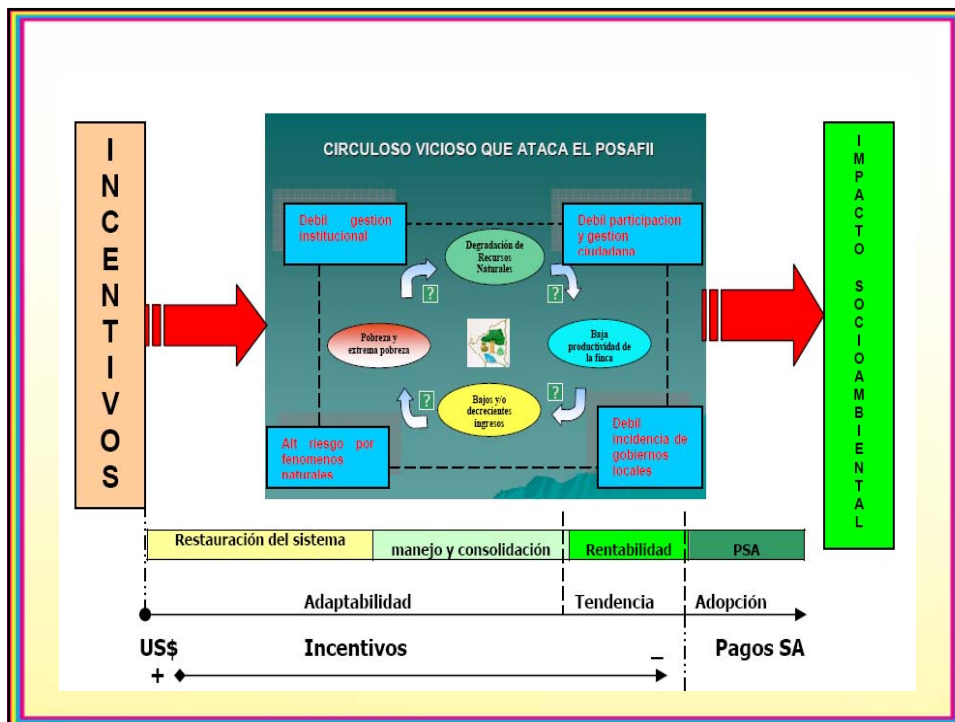 INCENTIVOS
CIRCULOSO VICIOSO QUE ATACA EL POSAFII
Debil gestion
institucional
Debil participacion
y gestion
ciudadana
Degradación de
Recursos
Naturales
?
?
Pobreza y
extrema pobreza
Baja
productividad de
la finca
?
?
Bajos y/o
decrecientes
ingresos
Alt riesgo por
fenomenos
naturales
Debil
incidencia de
gobiernos
locales
IMPACTO SOCIOAMBIENTAL
Restauración del sistema
manejo y consolidación
Rentabilidad
PSA
Adaptabilidad
Tendencia
Adopción
US$
Incentivos
Pagos SA
+
–